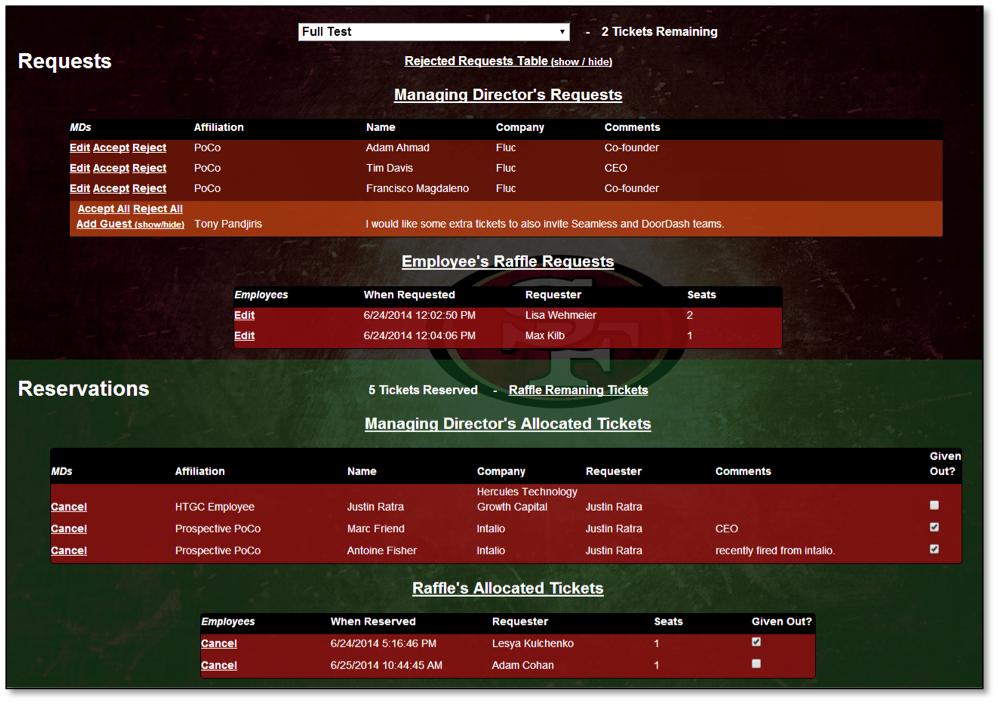 Full Test - 2 Tickets Remaining
Requests
Rejected Requests Table (show / hide)
Managing Director's Requests
MDs Affiliation Name Company Comments
Edit Accept Reject PoCo Adam Ahmad Fluc Co-founder
Edit Accept Reject PoCo Tim Davis Fluc CEO
Edit Accept Reject PoCo Francisco Magdaleno Fluc Co-founder
Accept All Reject All
Add Guest (show/hide) Tony Pandjiris I would like some extra tickets to also invite Seamless and DoorDash teams.
Employee's Raffle Requests
Employees When Requested Requester Seats
Edit 6/24/2014 12:02:50 PM Lisa Wehmeier 2
Edit 6/24/2014 12:04:06 PM Max Kilb 1
SF
Reservations
5 Tickets Reserved - Raffle Remaning Tickets
Managing Director's Allocated Tickets
MDs Affiliation Name Company Requester Comments Given Out?
Cancel HTGC Employee Justin Ratra Hercules Technology Growth Capital Justin Ratra
Cancel Prospective PoCo Marc Friend Intalio Justin Ratra CEO
Cancel Prospective PoCo Antoine Fisher Intalio Justin Ratra recently fired from intalio.
Raffle's Allocated Tickets
Employees When Reserved Requester Seats Given Out?
Cancel 6/24/2014 5:16:46 PM Lesya Kulchenko 1
Cancel 6/25/2014 10:44:45 AM Adam Cohan 1